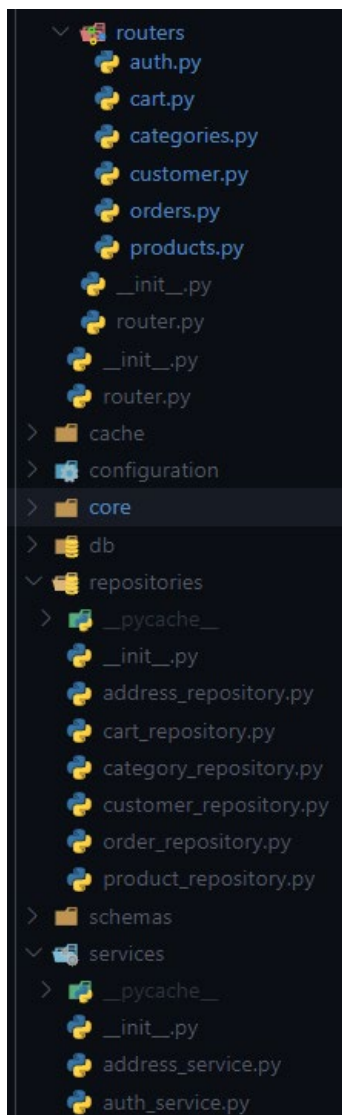 routers
auth.py
cart.py
categories.py
customer.py
orders.py
products.py
__init__.py
router.py
__init__.py
router.py
cache
configuration
core
db
repositories
__pycache__
__init__.py
address_repository.py
cart_repository.py
category_repository.py
customer_repository.py
order_repository.py
product_repository.py
schemas
services
__pycache__
__init__.py
address_service.py
auth_service.py